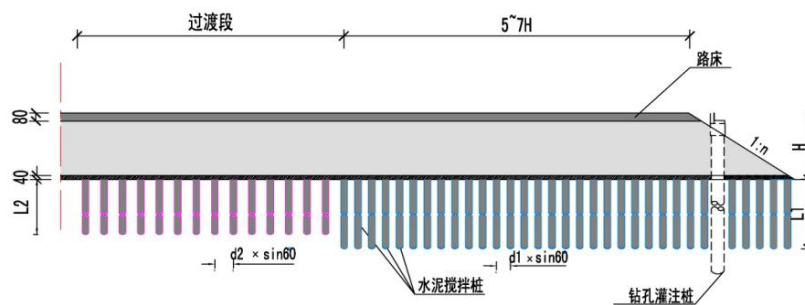 过渡段
5~7H
路床
80
1:n
H
40
L2
L1
d2 × sin60
d1 × sin60
水泥搅拌桩
钻孔灌注桩